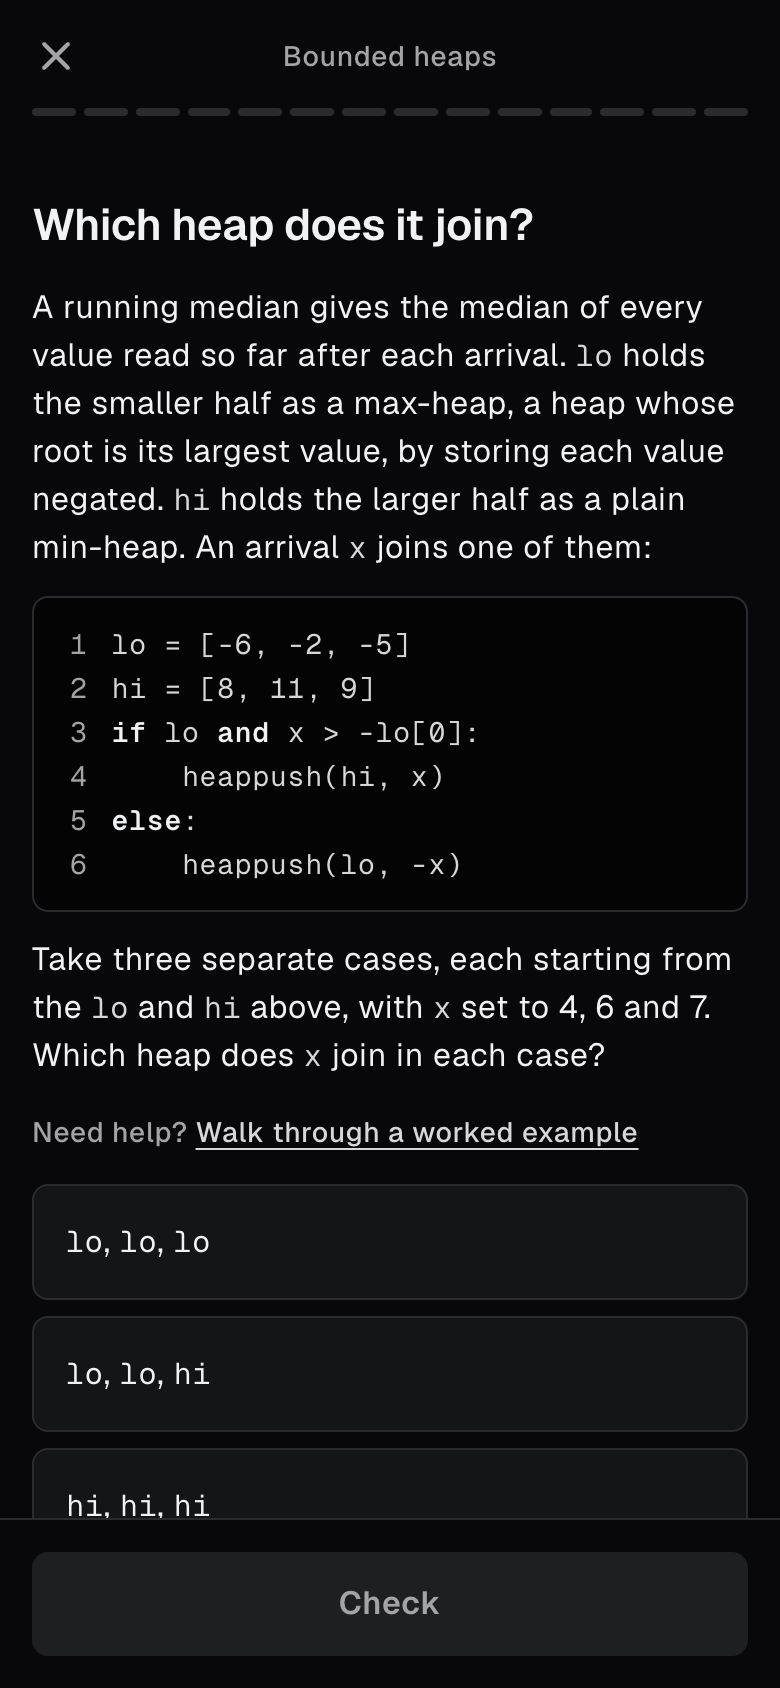 Bounded heaps
Which heap does it join?
A running median gives the median of every
value read so far after each arrival. lo holds
the smaller half as a max-heap, a heap whose
root is its largest value, by storing each value
negated. hi holds the larger half as a plain
min-heap. An arrival x joins one of them:
1 lo = [-6, -2, -5]
2 hi = [8, 11, 9]
3 if lo and x > -lo[0]:
4     heappush(hi, x)
5 else:
6     heappush(lo, -x)
Take three separate cases, each starting from
the lo and hi above, with x set to 4, 6 and 7.
Which heap does x join in each case?
Need help? Walk through a worked example
lo, lo, lo
lo, lo, hi
hi, hi, hi
Check